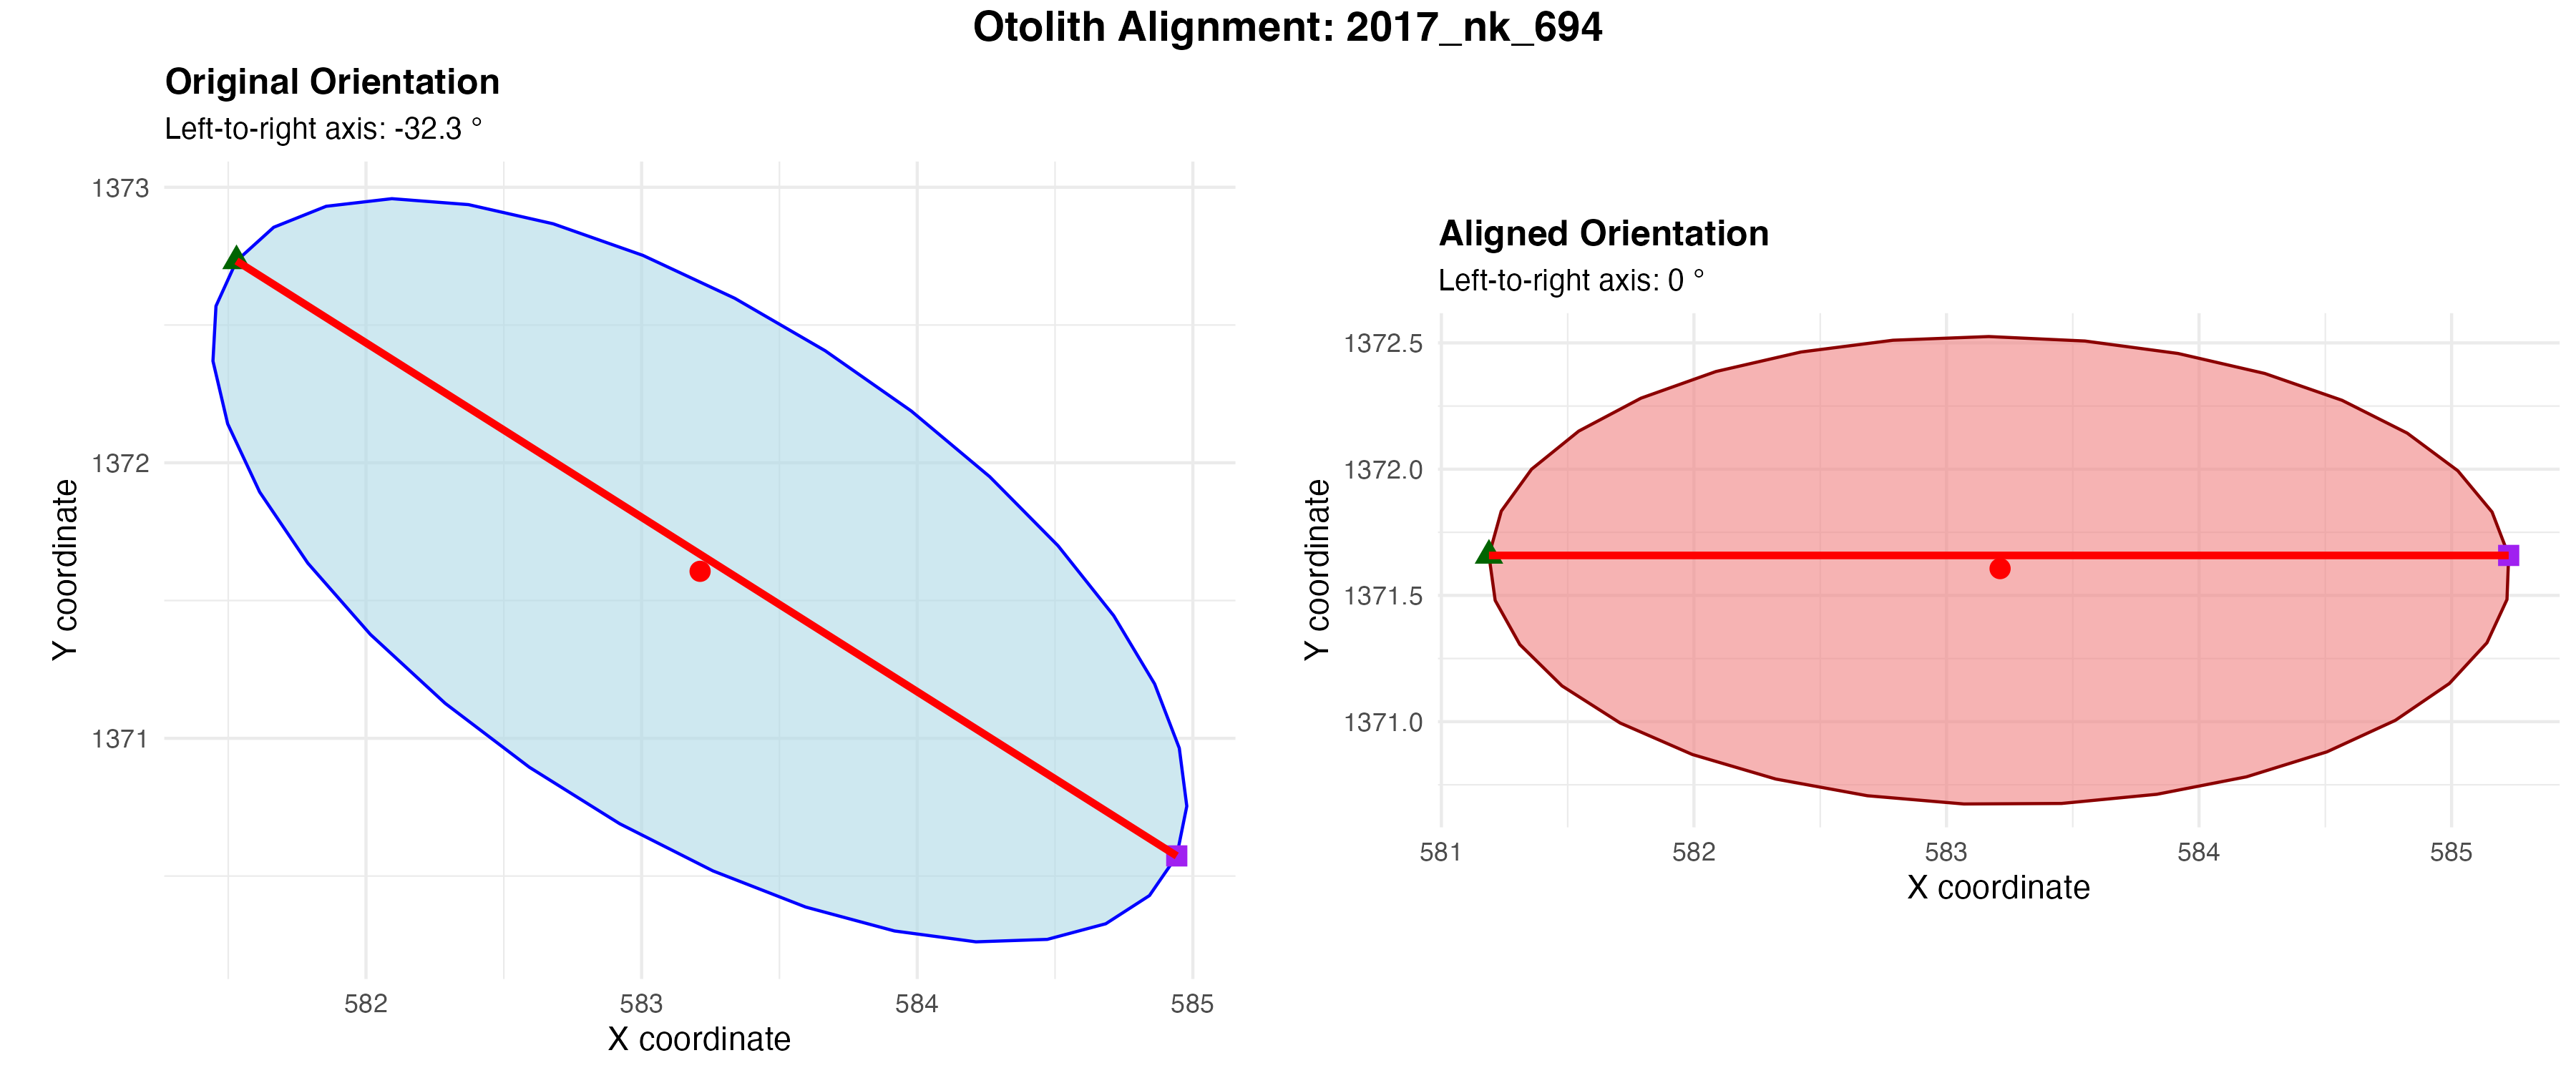 Otolith Alignment: 2017_nk_694
Original Orientation
Left-to-right axis: -32.3 °
1373
1372
1371
Y coordinate
582
583
584
585
X coordinate
Aligned Orientation
Left-to-right axis: 0 °
1372.5
1372.0
1371.5
1371.0
Y coordinate
581
582
583
584
585
X coordinate